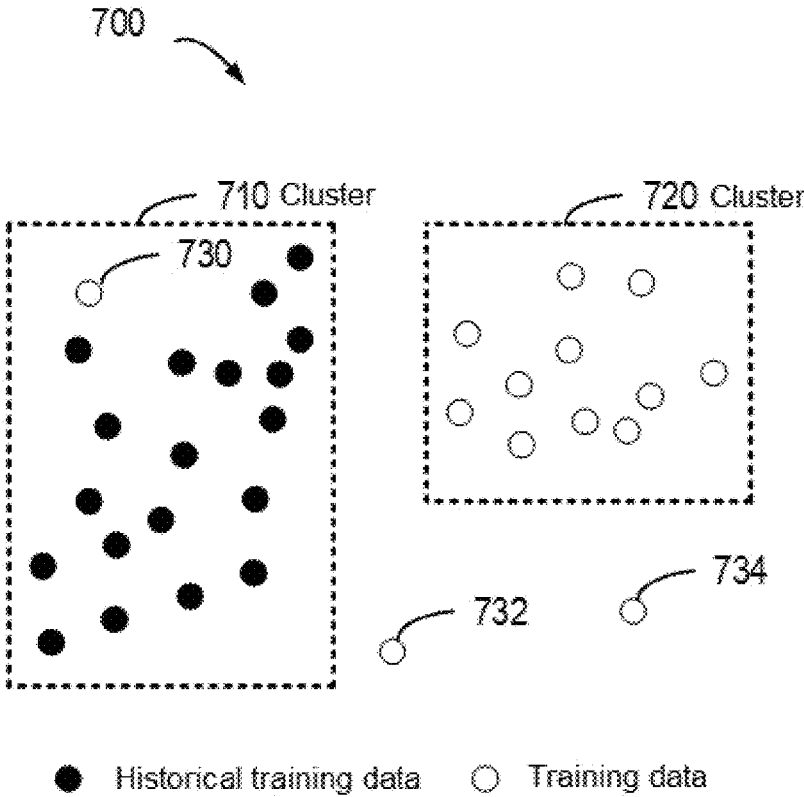 700
710 Cluster
720 Cluster
730
734
732
Historical training data
Training data